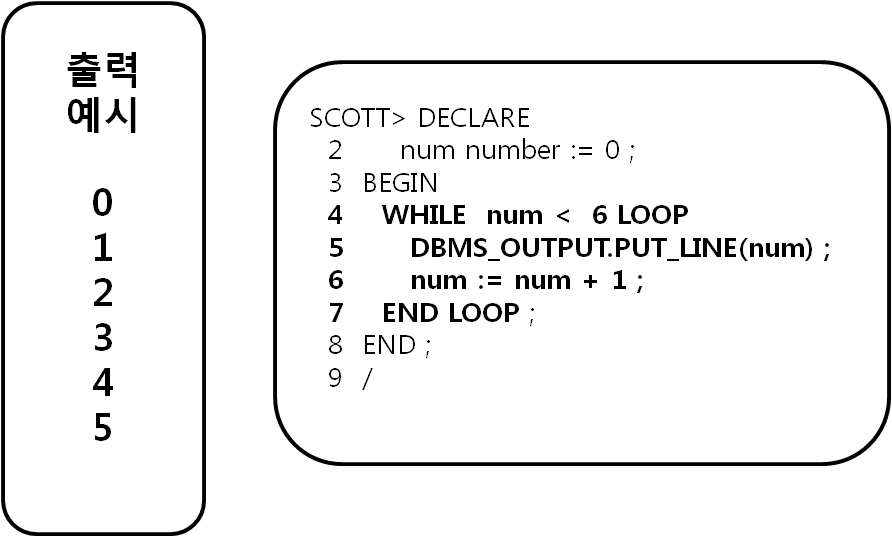 출력
예시
0
1
2
3
4
5
SCOTT> DECLARE
2 num number := 0 ;
3 BEGIN
4 WHILE num < 6 LOOP
5 DBMS_OUTPUT.PUT_LINE(num) ;
6 num := num + 1 ;
7 END LOOP ;
8 END ;
9 /